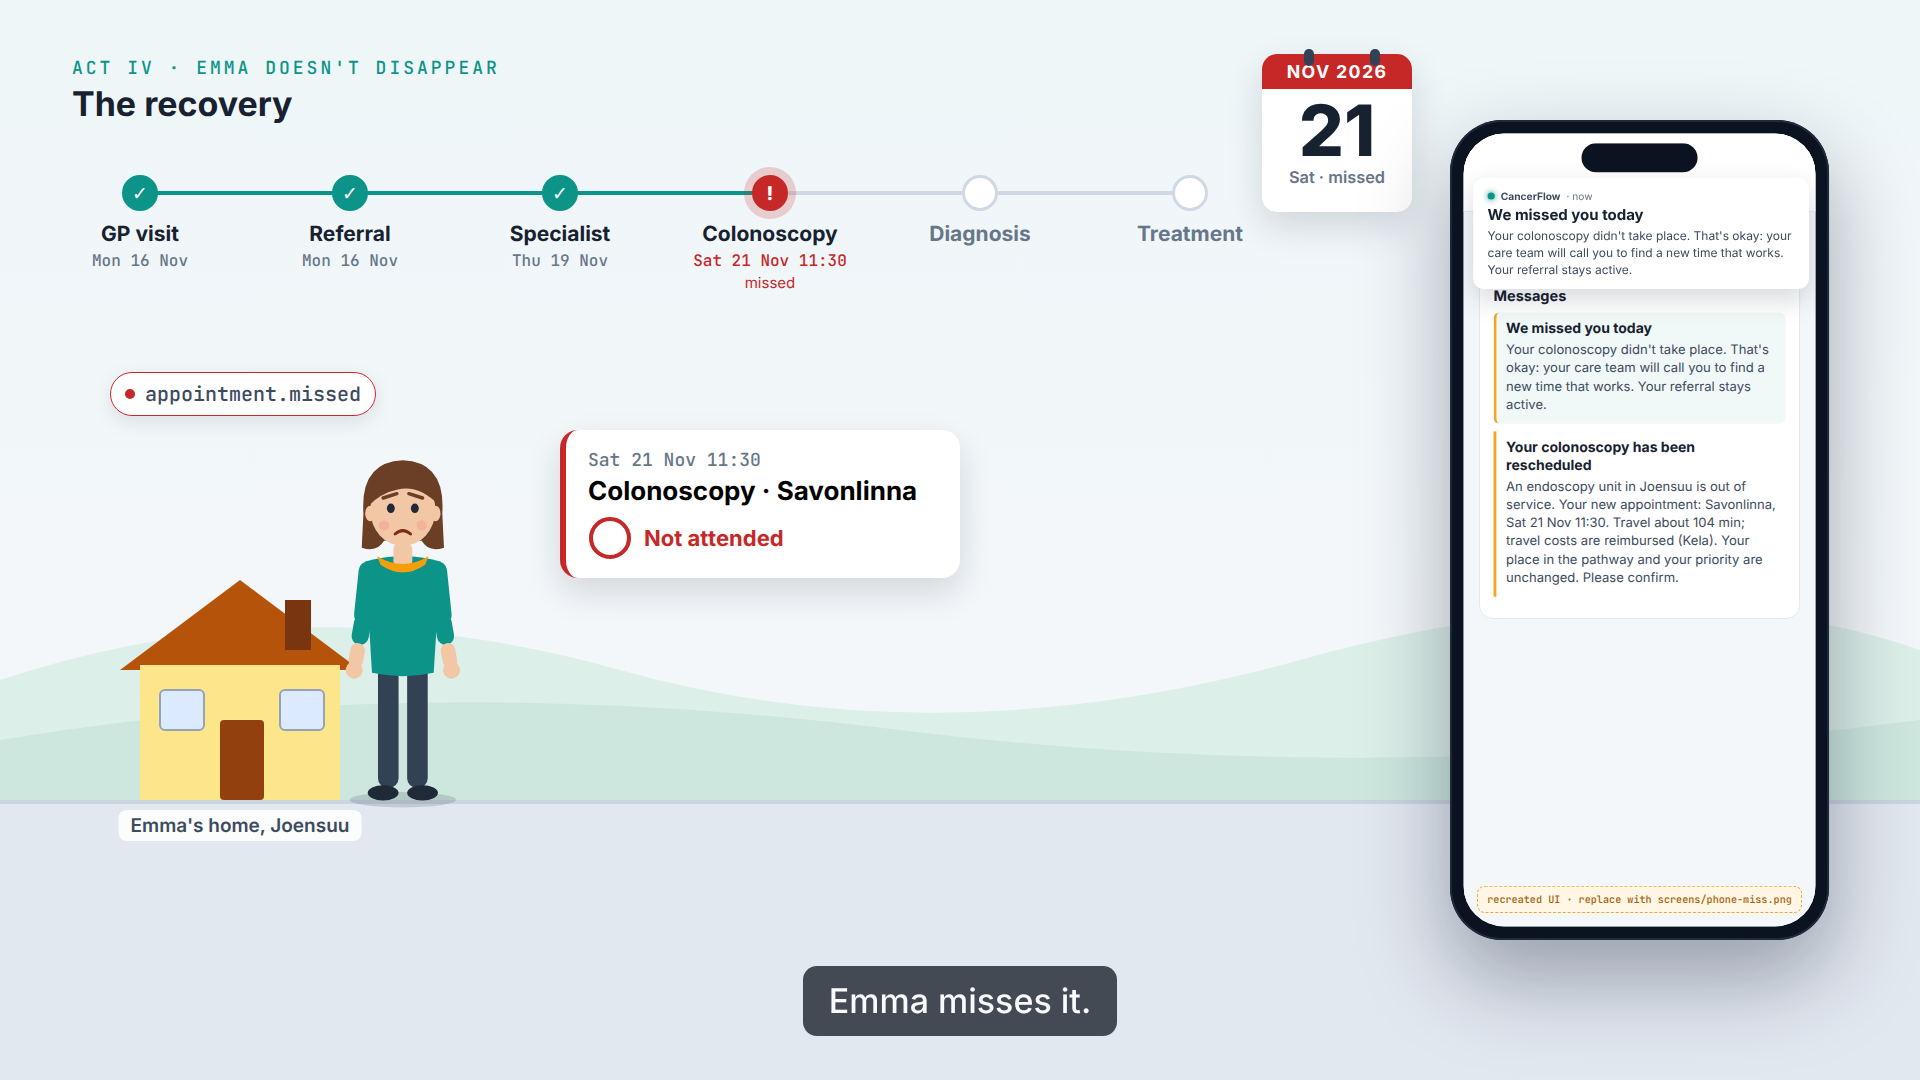 ACT IV · EMMA DOESN'T DISAPPEAR
The recovery
NOV 2026
21
Sat · missed
✓
✓
✓
!
GP visit
Mon 16 Nov
Referral
Mon 16 Nov
Specialist
Thu 19 Nov
Colonoscopy
Sat 21 Nov 11:30
missed
Diagnosis
Treatment
appointment.missed
Sat 21 Nov 11:30
Colonoscopy · Savonlinna
Not attended
Emma's home, Joensuu
CancerFlow · now
We missed you today
Your colonoscopy didn't take place. That's okay: your
care team will call you to find a new time that works.
Your referral stays active.
Messages
We missed you today
Your colonoscopy didn't take place. That's
okay: your care team will call you to find a
new time that works. Your referral stays
active.
Your colonoscopy has been
rescheduled
An endoscopy unit in Joensuu is out of
service. Your new appointment: Savonlinna,
Sat 21 Nov 11:30. Travel about 104 min;
travel costs are reimbursed (Kela). Your
place in the pathway and your priority are
unchanged. Please confirm.
recreated UI · replace with screens/phone-miss.png
Emma misses it.